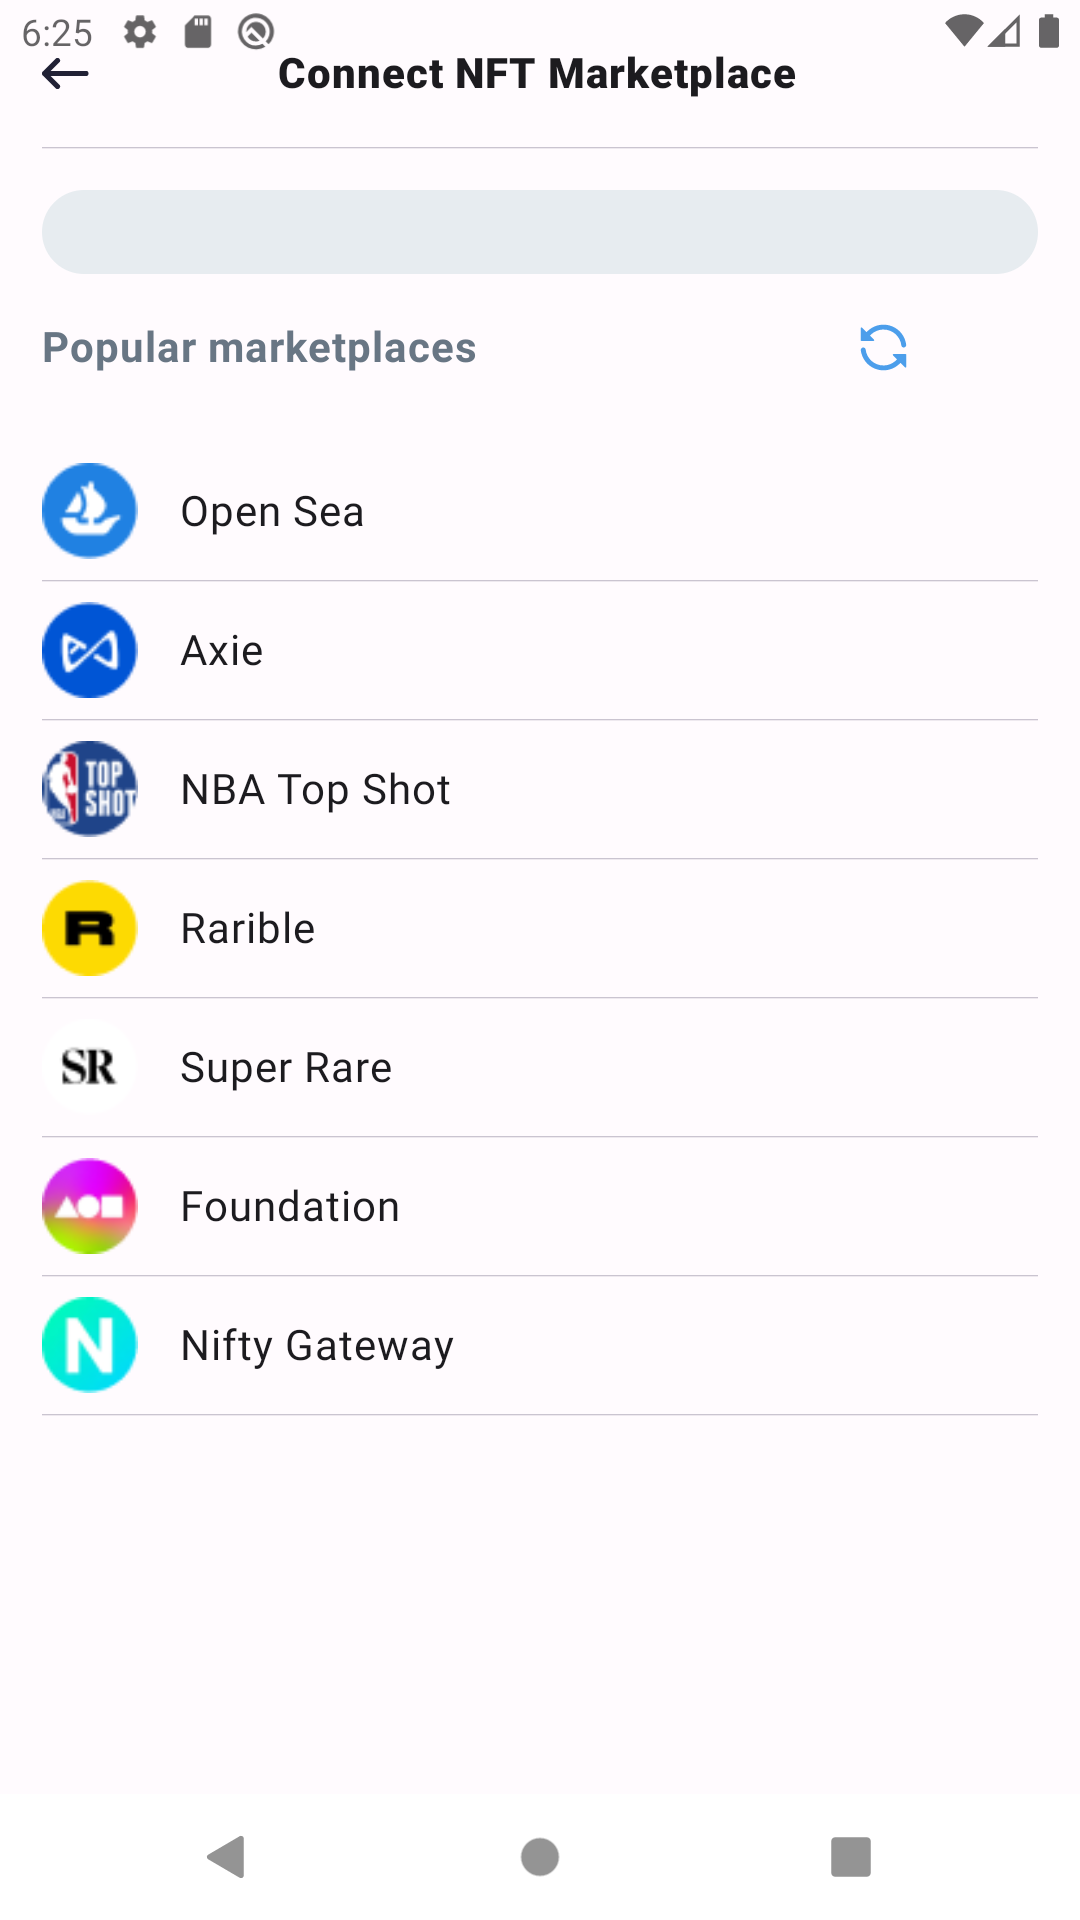 6:25
Connect NFT Marketplace
Popular marketplaces
Open Sea
Axie
TOP
SHOT
NBA Top Shot
R
Rarible
SR
Super Rare
Foundation
N
Nifty Gateway